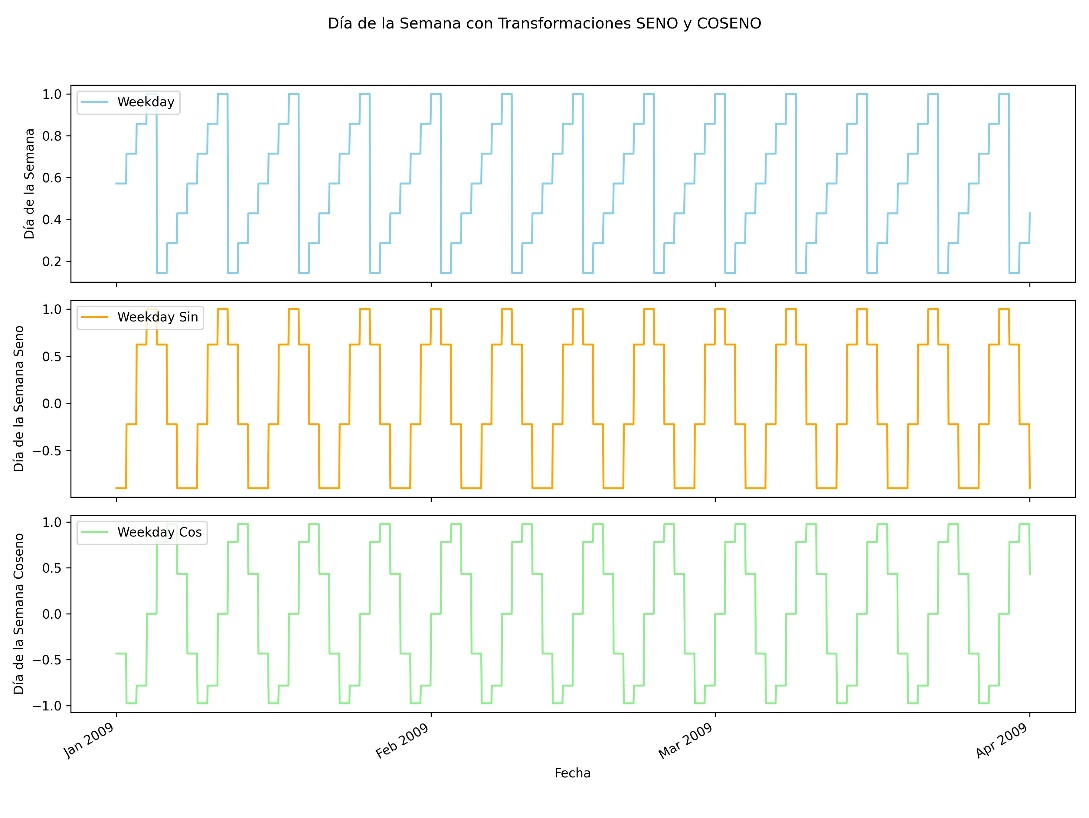 Día de la Semana con Transformaciones SENO y COSENO
Día de la Semana
1.0
0.8
0.6
0.4
0.2
Weekday
Día de la Semana Seno
1.0
0.5
0.0
−0.5
Weekday Sin
Día de la Semana Coseno
1.0
0.5
0.0
−0.5
−1.0
Weekday Cos
Jan 2009
Feb 2009
Mar 2009
Apr 2009
Fecha